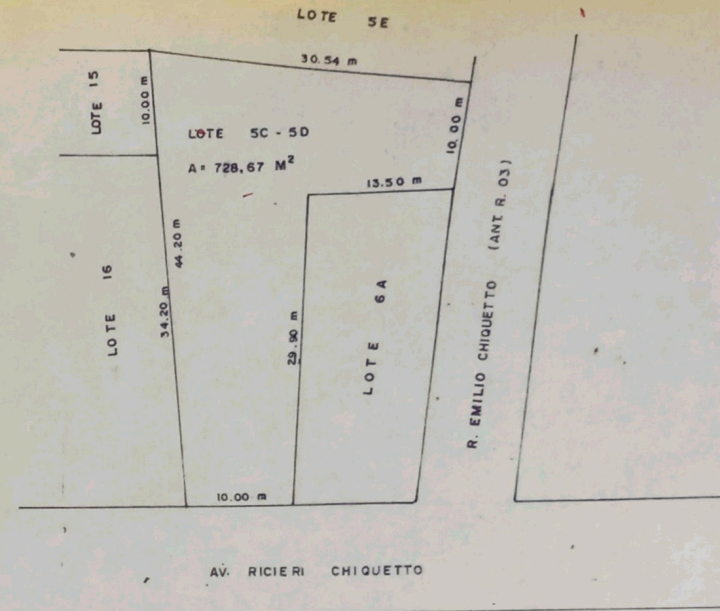 LOTE 5E
30.54 m
LOTE 15
10.00 m
LOTE 5C - 5D
A= 728,67 M²
10.00 m
13.50 m
LOTE 16
44.20 m
34.20 m
29.90 m
LOTE 6A
R. EMILIO CHIQUETTO (ANT. R. 03)
10.00 m
AV. RICIERI CHIQUETTO